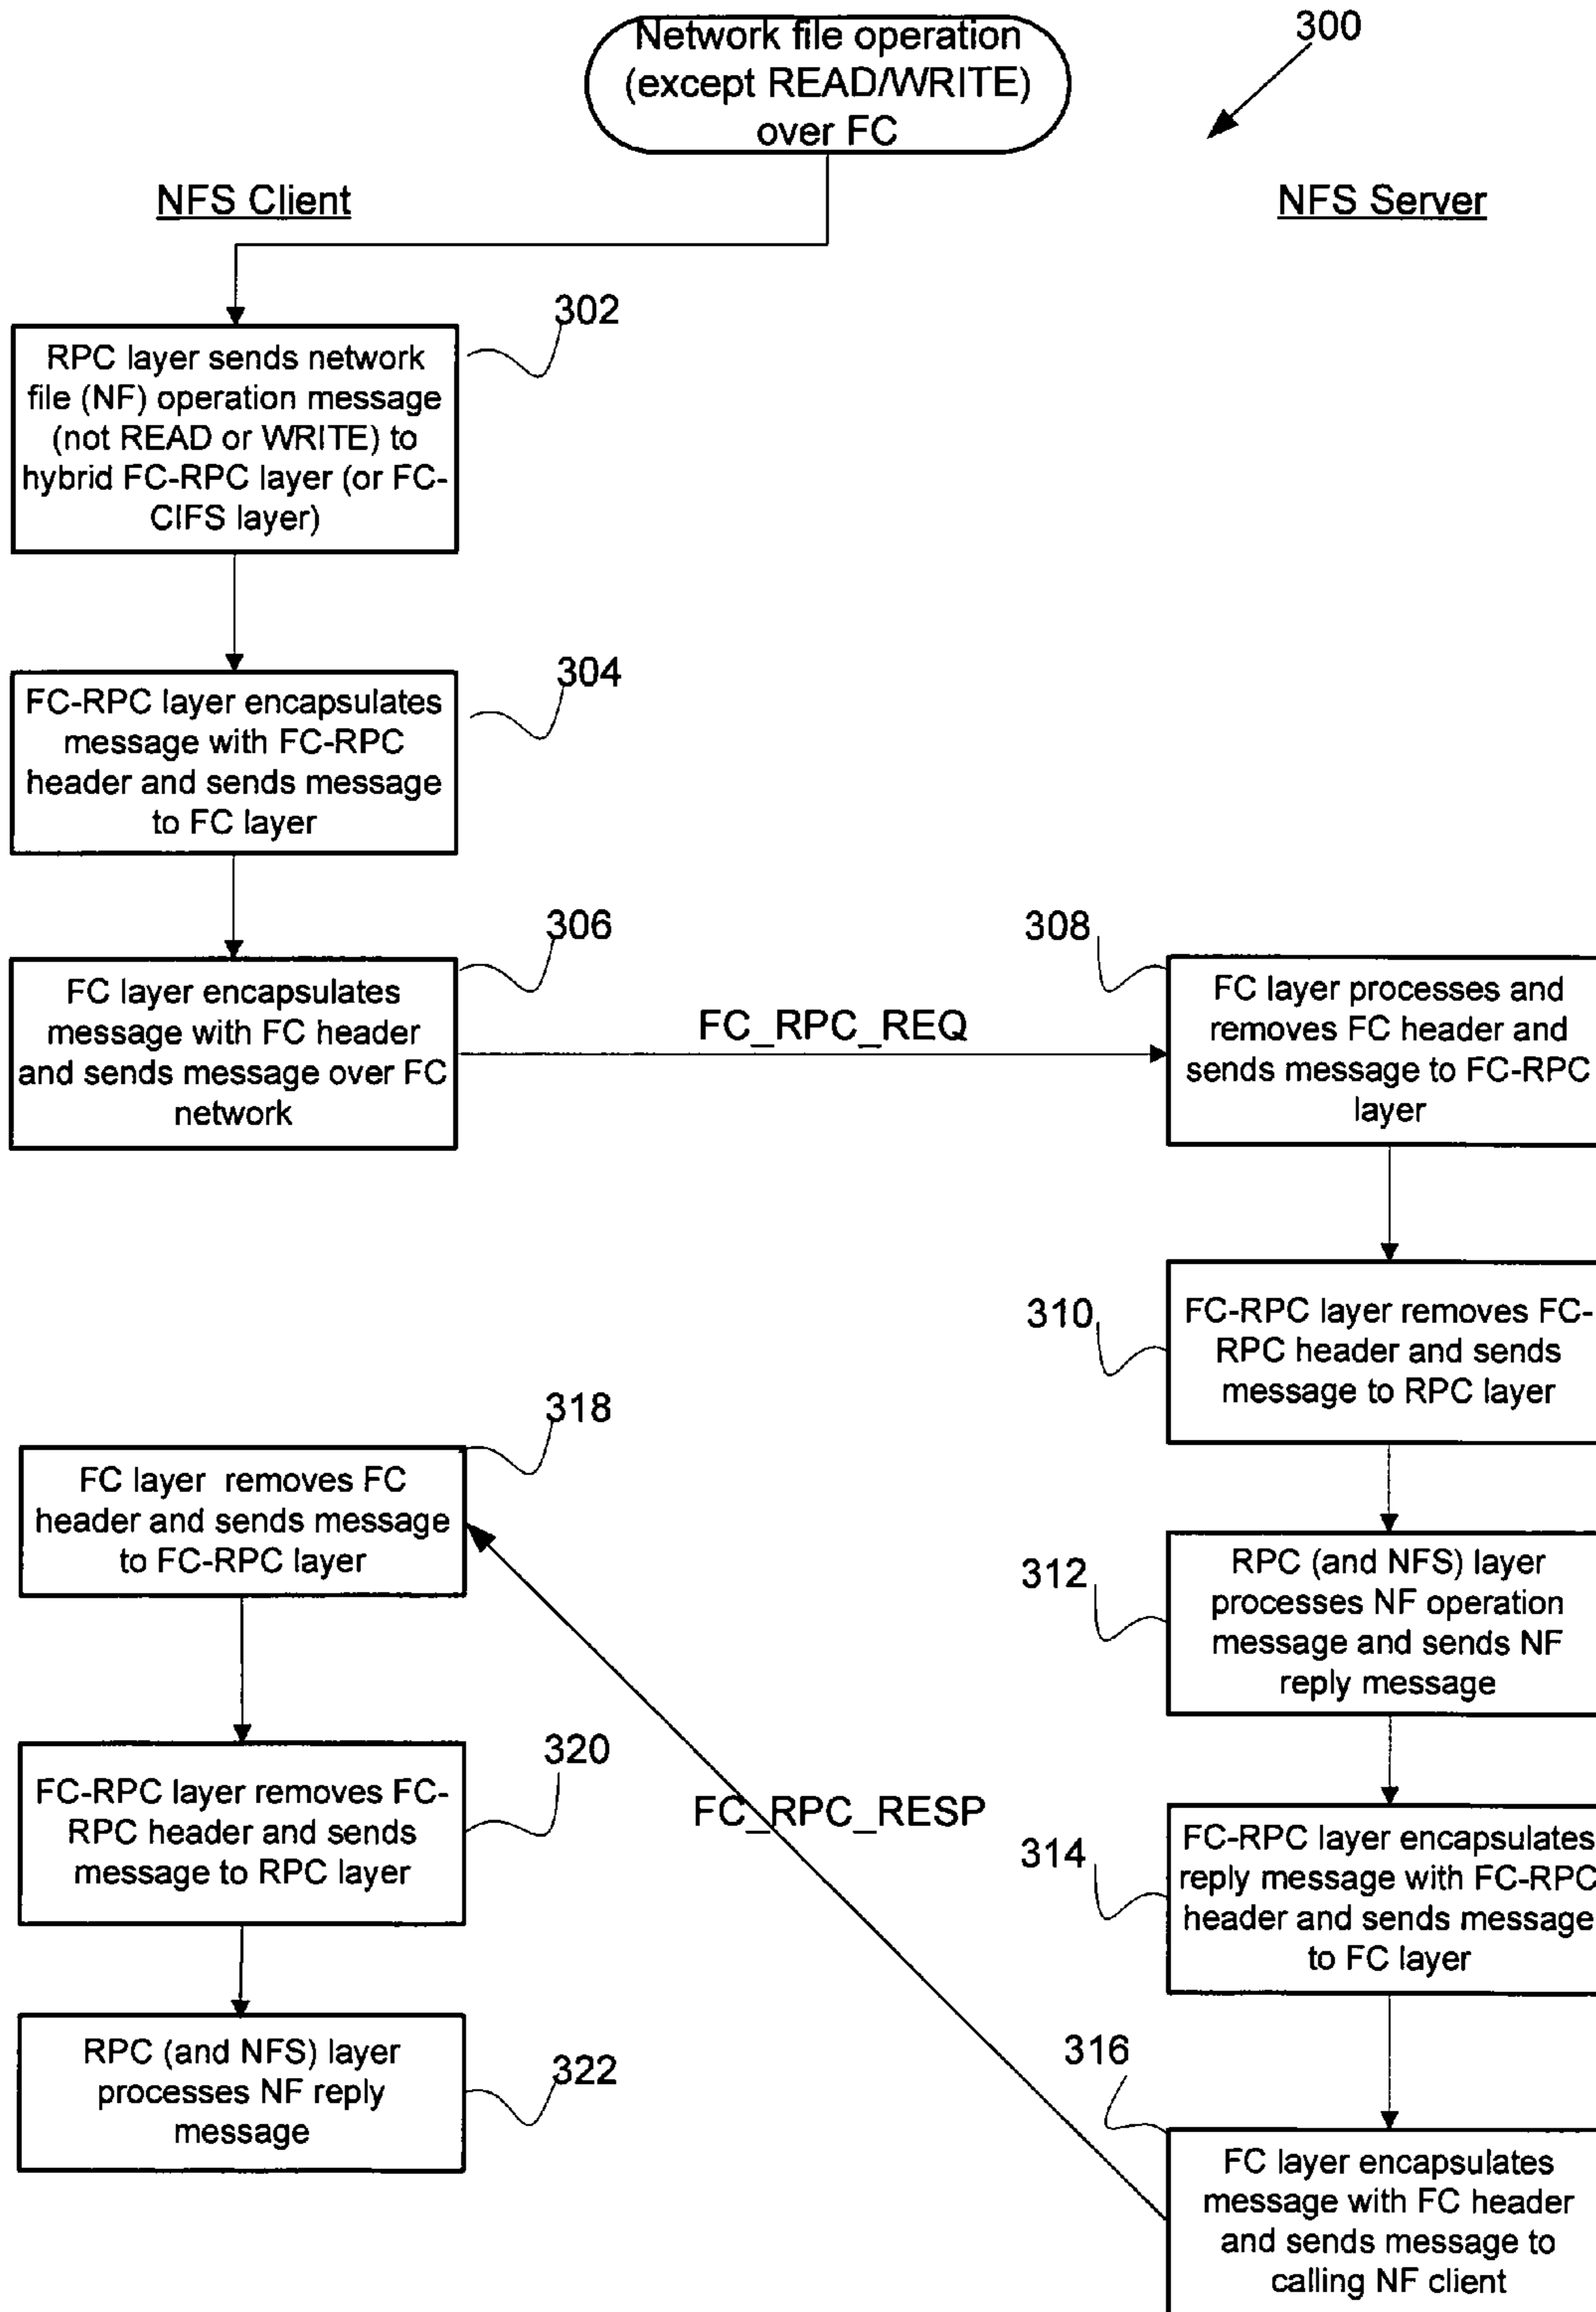 Network file operation
(except READ/WRITE)
over FC
300
NFS Client
NFS Server
302
RPC layer sends network
file (NF) operation message
(not READ or WRITE) to
hybrid FC-RPC layer (or FC-
CIFS layer)
304
FC-RPC layer encapsulates
message with FC-RPC
header and sends message
to FC layer
306
FC layer encapsulates
message with FC header
and sends message over FC
network
FC_RPC_REQ
308
FC layer processes and
removes FC header and
sends message to FC-RPC
layer
310
FC-RPC layer removes FC-
RPC header and sends
message to RPC layer
312
RPC (and NFS) layer
processes NF operation
message and sends NF
reply message
314
FC-RPC layer encapsulates
reply message with FC-RPC
header and sends message
to FC layer
316
FC layer encapsulates
message with FC header
and sends message to
calling NF client
FC_RPC_RESP
318
FC layer removes FC
header and sends message
to FC-RPC layer
320
FC-RPC layer removes FC-
RPC header and sends
message to RPC layer
322
RPC (and NFS) layer
processes NF reply
message